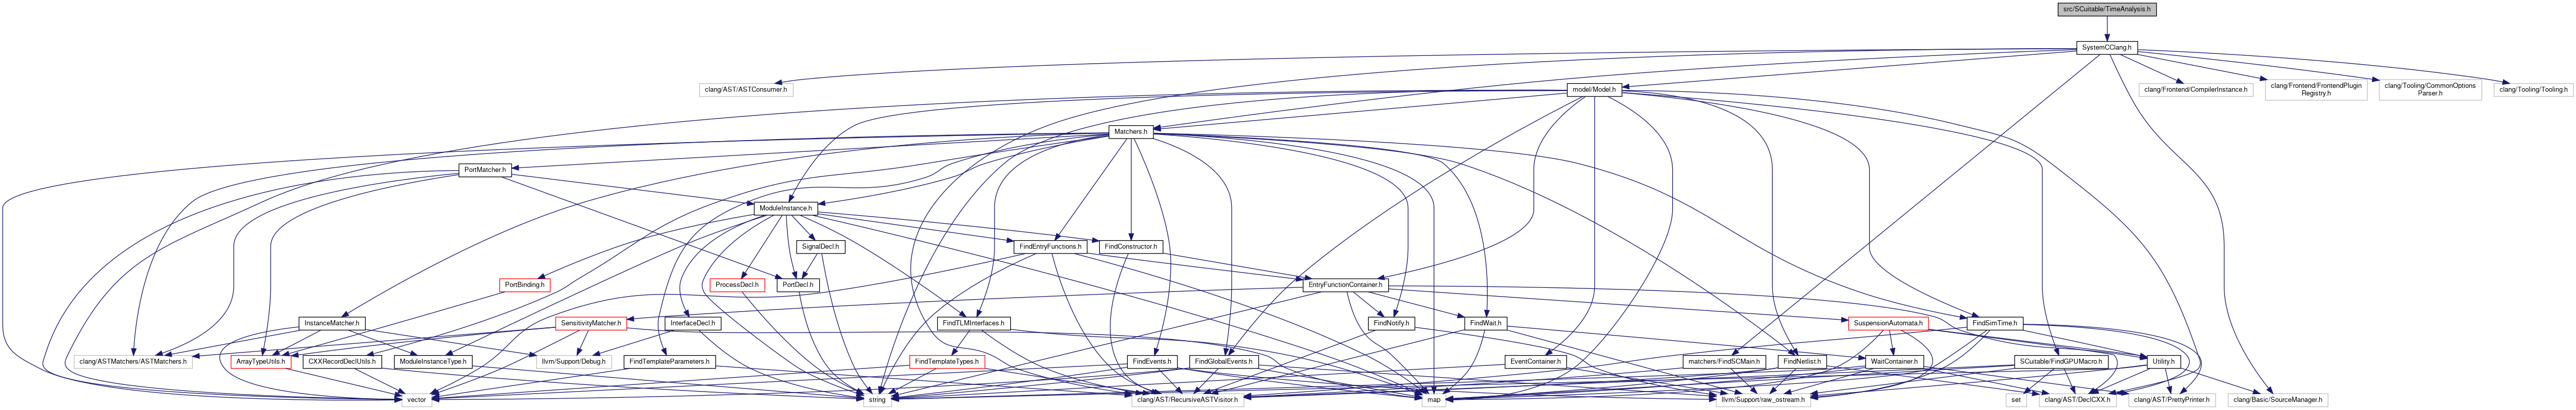 src/SCuitable/TimeAnalysis.h
SystemCClang.h
clang/AST/ASTConsumer.h
model/Model.h
clang/Frontend/CompilerInstance.h
clang/Frontend/FrontendPlugin
Registry.h
clang/Tooling/CommonOptions
Parser.h
clang/Tooling/Tooling.h
Matchers.h
PortMatcher.h
ModuleInstance.h
SignalDecl.h
FindEntryFunctions.h
FindConstructor.h
PortBinding.h
ProcessDecl.h
PortDecl.h
EntryFunctionContainer.h
InstanceMatcher.h
SensitivityMatcher.h
InterfaceDecl.h
FindTLMInterfaces.h
FindNotify.h
FindWait.h
SuspensionAutomata.h
FindSimTime.h
clang/ASTMatchers/ASTMatchers.h
ArrayTypeUtils.h
CXXRecordDeclUtils.h
ModuleInstanceType.h
llvm/Support/Debug.h
FindTemplateParameters.h
FindTemplateTypes.h
FindEvents.h
FindGlobalEvents.h
EventContainer.h
matchers/FindSCMain.h
FindNetlist.h
WaitContainer.h
SCuitable/FindGPUMacro.h
Utility.h
vector
string
clang/AST/RecursiveASTVisitor.h
map
llvm/Support/raw_ostream.h
set
clang/AST/DeclCXX.h
clang/AST/PrettyPrinter.h
clang/Basic/SourceManager.h